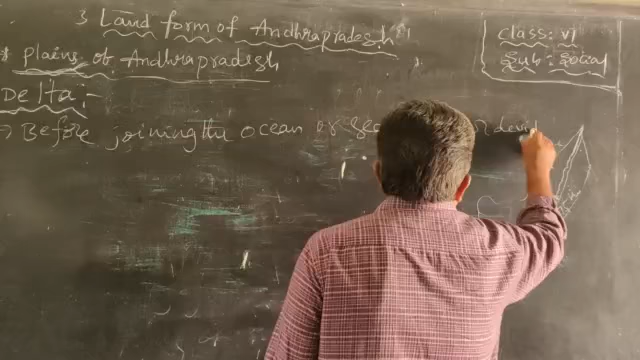 3 Land form of Andhrapradesh
Class: VI
Sub: Social
* plains of Andhrapradesh
Delta:-
→ Before joining the ocean or sea